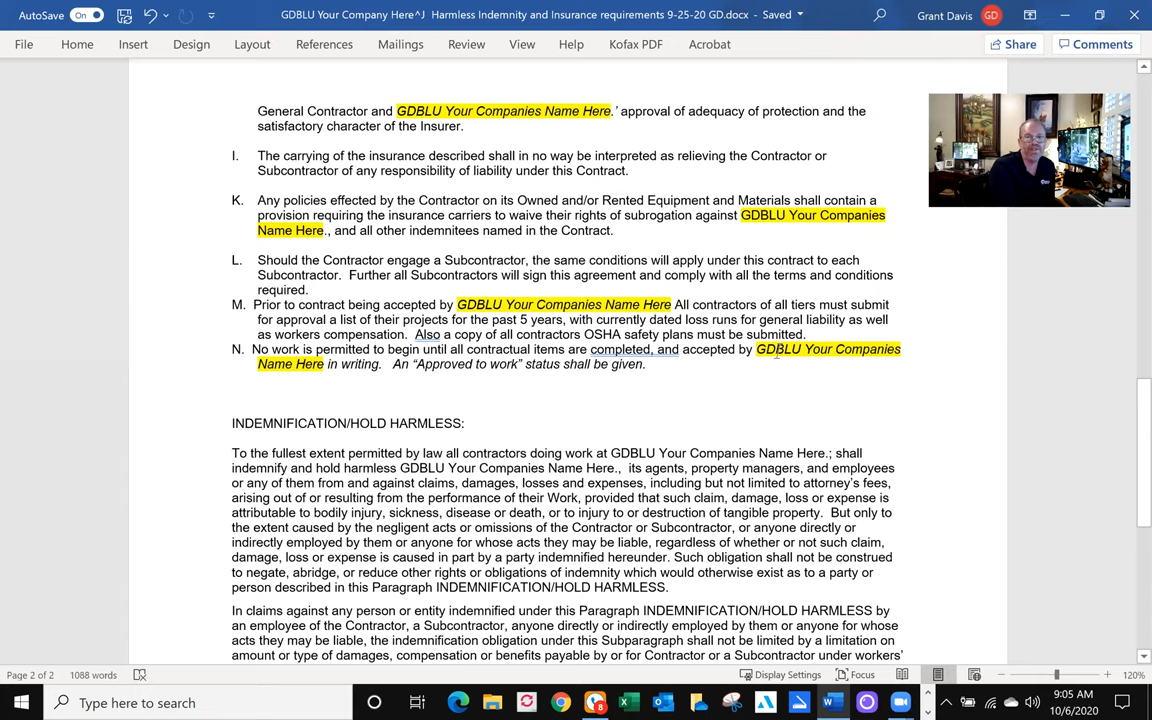 AutoSave On GDBLU Your Company Here^J Harmless Indemnity and Insurance requirements 9-25-20 GD.docx - Saved Grant Davis GD
File Home Insert Design Layout References Mailings Review View Help Kofax PDF Acrobat Share Comments
General Contractor and GDBLU Your Companies Name Here.' approval of adequacy of protection and the
satisfactory character of the Insurer.
I. The carrying of the insurance described shall in no way be interpreted as relieving the Contractor or
Subcontractor of any responsibility of liability under this Contract.
K. Any policies effected by the Contractor on its Owned and/or Rented Equipment and Materials shall contain a
provision requiring the insurance carriers to waive their rights of subrogation against GDBLU Your Companies
Name Here., and all other indemnitees named in the Contract.
L. Should the Contractor engage a Subcontractor, the same conditions will apply under this contract to each
Subcontractor. Further all Subcontractors will sign this agreement and comply with all the terms and conditions
required.
M. Prior to contract being accepted by GDBLU Your Companies Name Here All contractors of all tiers must submit
for approval a list of their projects for the past 5 years, with currently dated loss runs for general liability as well
as workers compensation. Also a copy of all contractors OSHA safety plans must be submitted.
N. No work is permitted to begin until all contractual items are completed, and accepted by GDBLU Your Companies
Name Here in writing. An “Approved to work” status shall be given.
INDEMNIFICATION/HOLD HARMLESS:
To the fullest extent permitted by law all contractors doing work at GDBLU Your Companies Name Here.; shall
indemnify and hold harmless GDBLU Your Companies Name Here., its agents, property managers, and employees
or any of them from and against claims, damages, losses and expenses, including but not limited to attorney's fees,
arising out of or resulting from the performance of their Work, provided that such claim, damage, loss or expense is
attributable to bodily injury, sickness, disease or death, or to injury to or destruction of tangible property. But only to
the extent caused by the negligent acts or omissions of the Contractor or Subcontractor, or anyone directly or
indirectly employed by them or anyone for whose acts they may be liable, regardless of whether or not such claim,
damage, loss or expense is caused in part by a party indemnified hereunder. Such obligation shall not be construed
to negate, abridge, or reduce other rights or obligations of indemnity which would otherwise exist as to a party or
person described in this Paragraph INDEMNIFICATION/HOLD HARMLESS.
In claims against any person or entity indemnified under this Paragraph INDEMNIFICATION/HOLD HARMLESS by
an employee of the Contractor, a Subcontractor, anyone directly or indirectly employed by them or anyone for whose
acts they may be liable, the indemnification obligation under this Subparagraph shall not be limited by a limitation on
amount or type of damages, compensation or benefits payable by or for Contractor or a Subcontractor under workers'
Page 2 of 2 1088 words Display Settings Focus 120%
Type here to search 9:05 AM
10/6/2020